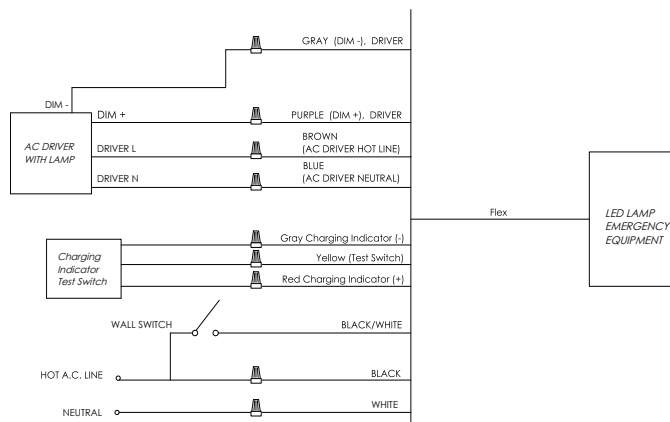 GRAY (DIM -), DRIVER
DIM -
DIM +
PURPLE (DIM +), DRIVER
AC DRIVER
WITH LAMP
DRIVER L
BROWN
(AC DRIVER HOT LINE)
DRIVER N
BLUE
(AC DRIVER NEUTRAL)
Flex
LED LAMP
EMERGENCY
EQUIPMENT
Charging
Indicator
Test Switch
Gray Charging Indicator (-)
Yellow (Test Switch)
Red Charging Indicator (+)
WALL SWITCH
BLACK/WHITE
HOT A.C. LINE
BLACK
NEUTRAL
WHITE